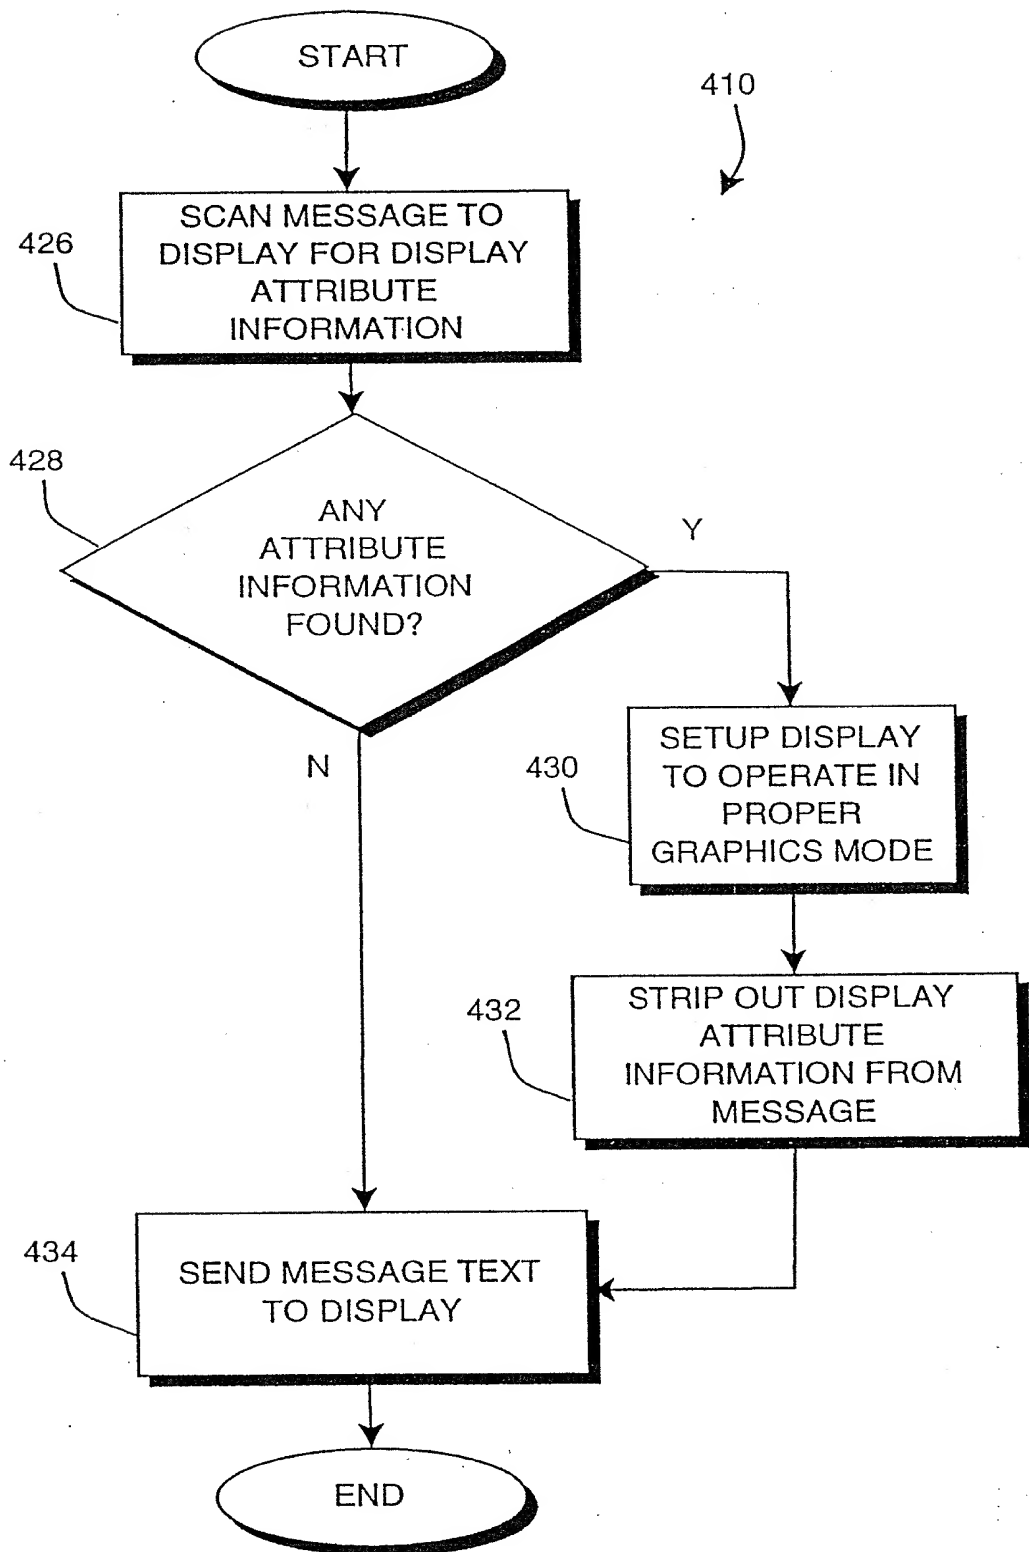 START
410
SCAN MESSAGE TO
DISPLAY FOR DISPLAY
ATTRIBUTE
INFORMATION
426
428
ANY
ATTRIBUTE
INFORMATION
FOUND?
Y
N
SETUP DISPLAY
TO OPERATE IN
PROPER
GRAPHICS MODE
430
STRIP OUT DISPLAY
ATTRIBUTE
INFORMATION FROM
MESSAGE
432
434
SEND MESSAGE TEXT
TO DISPLAY
END